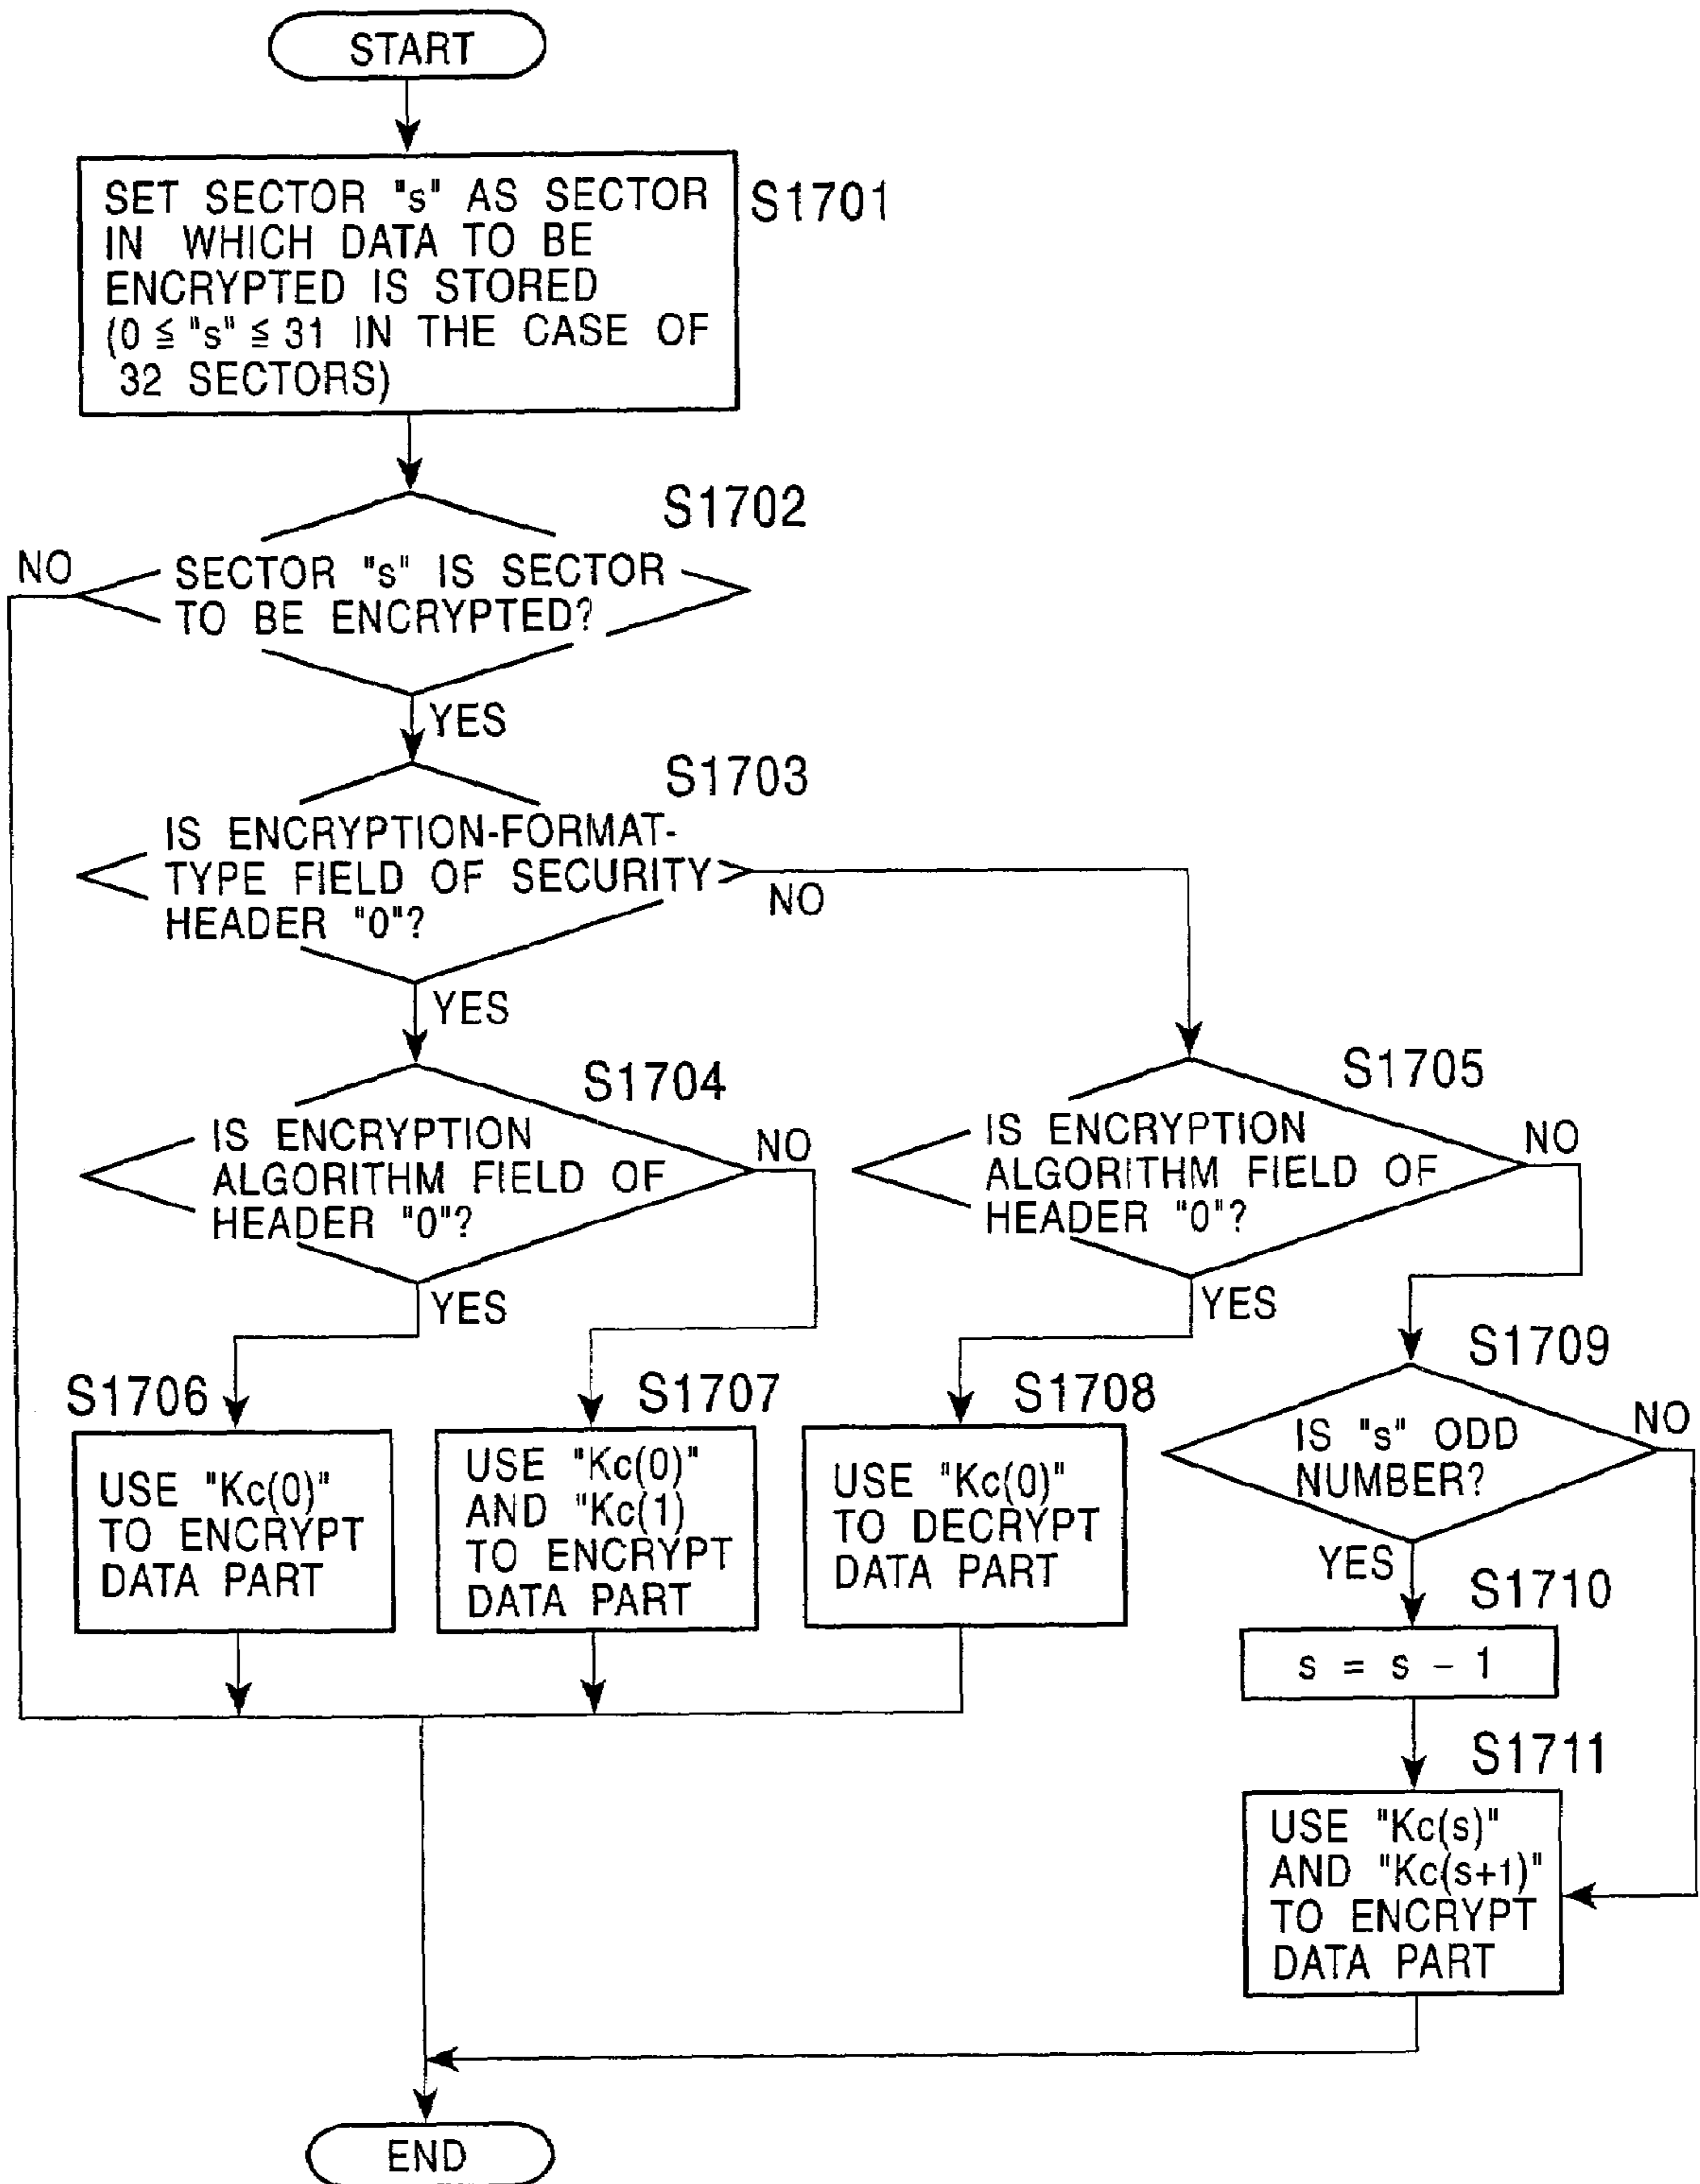 START
SET SECTOR "s" AS SECTOR
IN WHICH DATA TO BE
ENCRYPTED IS STORED
(0 ≦ "s" ≦ 31 IN THE CASE OF
32 SECTORS)
S1701
S1702
NO
SECTOR "s" IS SECTOR
TO BE ENCRYPTED?
YES
S1703
IS ENCRYPTION-FORMAT-
TYPE FIELD OF SECURITY
HEADER "0"?
NO
YES
S1704
IS ENCRYPTION
ALGORITHM FIELD OF
HEADER "0"?
NO
YES
S1705
IS ENCRYPTION
ALGORITHM FIELD OF
HEADER "0"?
NO
YES
S1706
USE "Kc(0)"
TO ENCRYPT
DATA PART
S1707
USE "Kc(0)"
AND "Kc(1)
TO ENCRYPT
DATA PART
S1708
USE "Kc(0)"
TO DECRYPT
DATA PART
S1709
IS "s" ODD
NUMBER?
NO
YES
S1710
s = s − 1
S1711
USE "Kc(s)"
AND "Kc(s+1)"
TO ENCRYPT
DATA PART
END